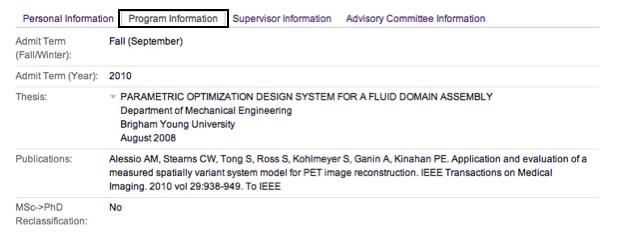 Personal Information Program Information Supervisor Information Advisory Committee Information
Admit Term Fall (September)
(Fall/Winter):
Admit Term (Year): 2010
Thesis: PARAMETRIC OPTIMIZATION DESIGN SYSTEM FOR A FLUID DOMAIN ASSEMBLY
Department of Mechanical Engineering
Brigham Young University
August 2008
Publications: Alessio AM, Stearns CW, Tong S, Ross S, Kohlmeyer S, Ganin A, Kinahan PE. Application and evaluation of a
measured spatially variant system model for PET image reconstruction. IEEE Transactions on Medical
Imaging. 2010 vol 29:938-949. To IEEE
MSc->PhD No
Reclassification: